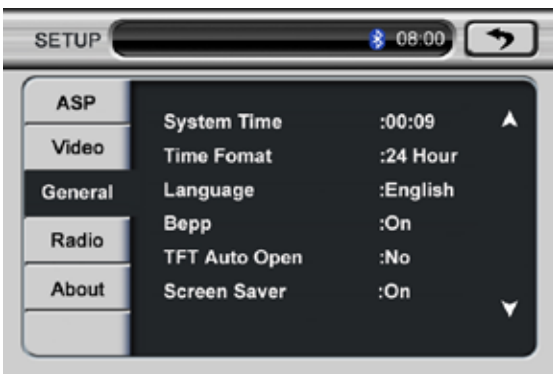 SETUP 08:00
ASP
Video
General
Radio
About
System Time :00:09
Time Fomat :24 Hour
Language :English
Bepp :On
TFT Auto Open :No
Screen Saver :On